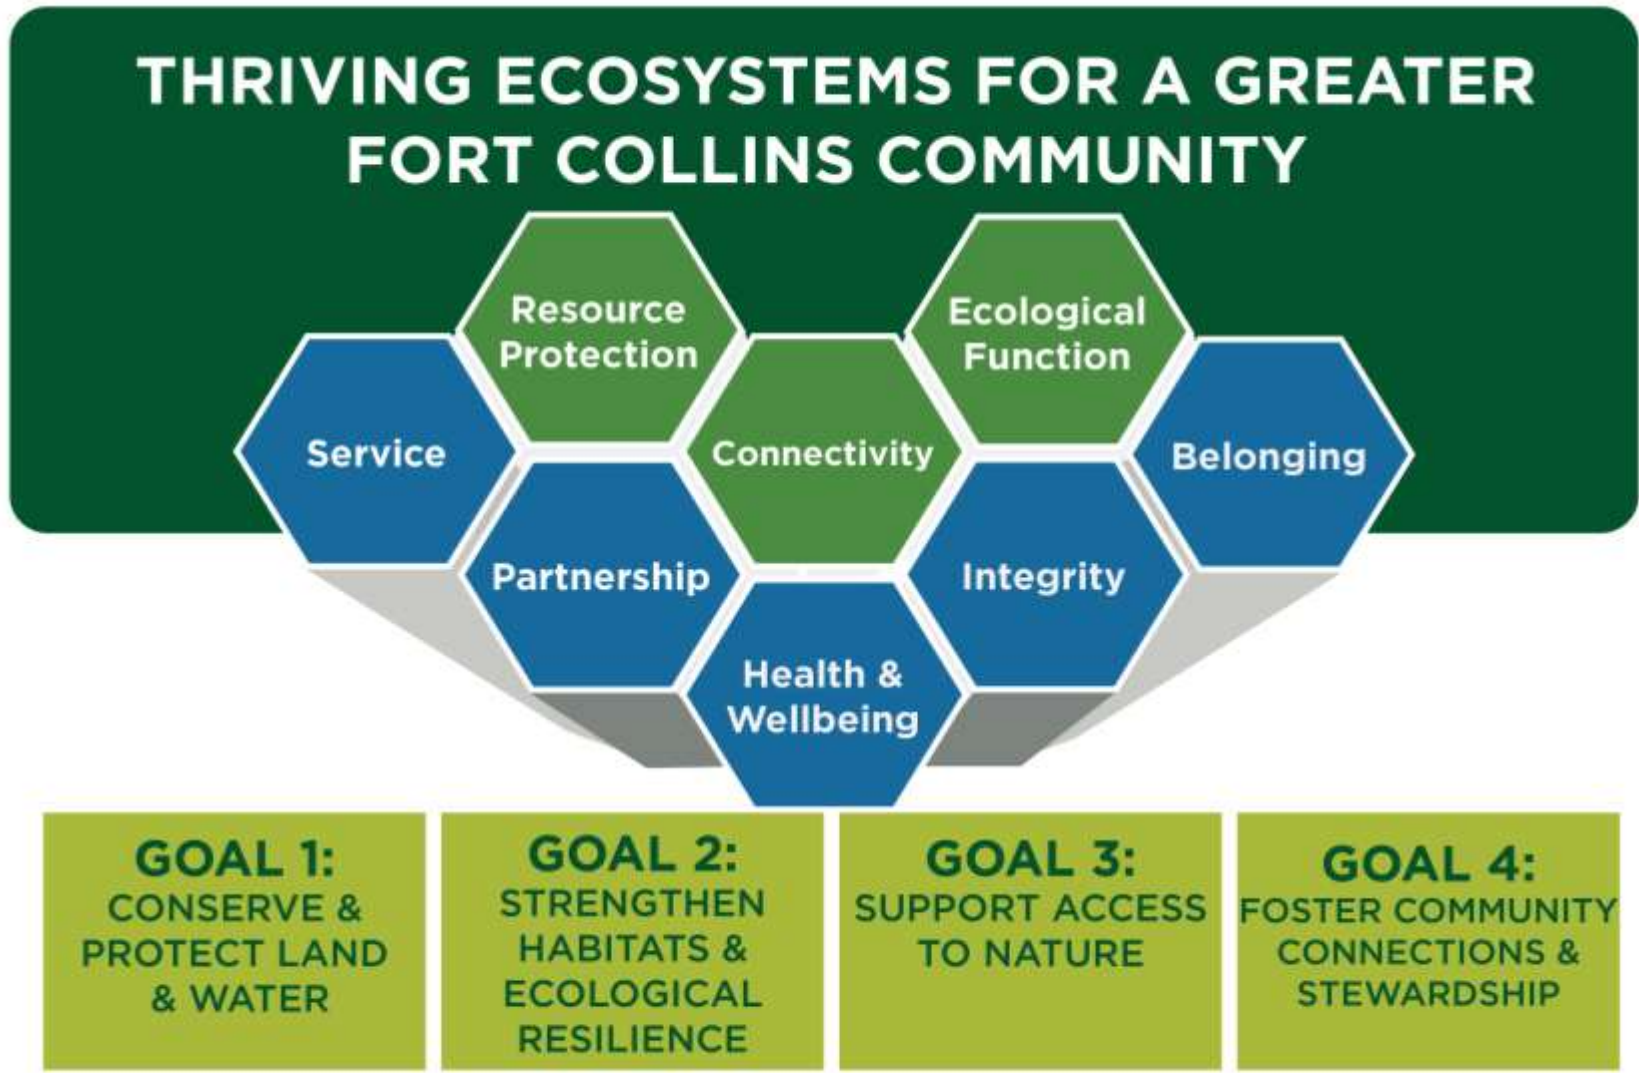 THRIVING ECOSYSTEMS FOR A GREATER
FORT COLLINS COMMUNITY
Resource
Protection
Ecological
Function
Service
Connectivity
Belonging
Partnership
Integrity
Health &
Wellbeing
GOAL 1:
CONSERVE &
PROTECT LAND
& WATER
GOAL 2:
STRENGTHEN
HABITATS &
ECOLOGICAL
RESILIENCE
GOAL 3:
SUPPORT ACCESS
TO NATURE
GOAL 4:
FOSTER COMMUNITY
CONNECTIONS &
STEWARDSHIP